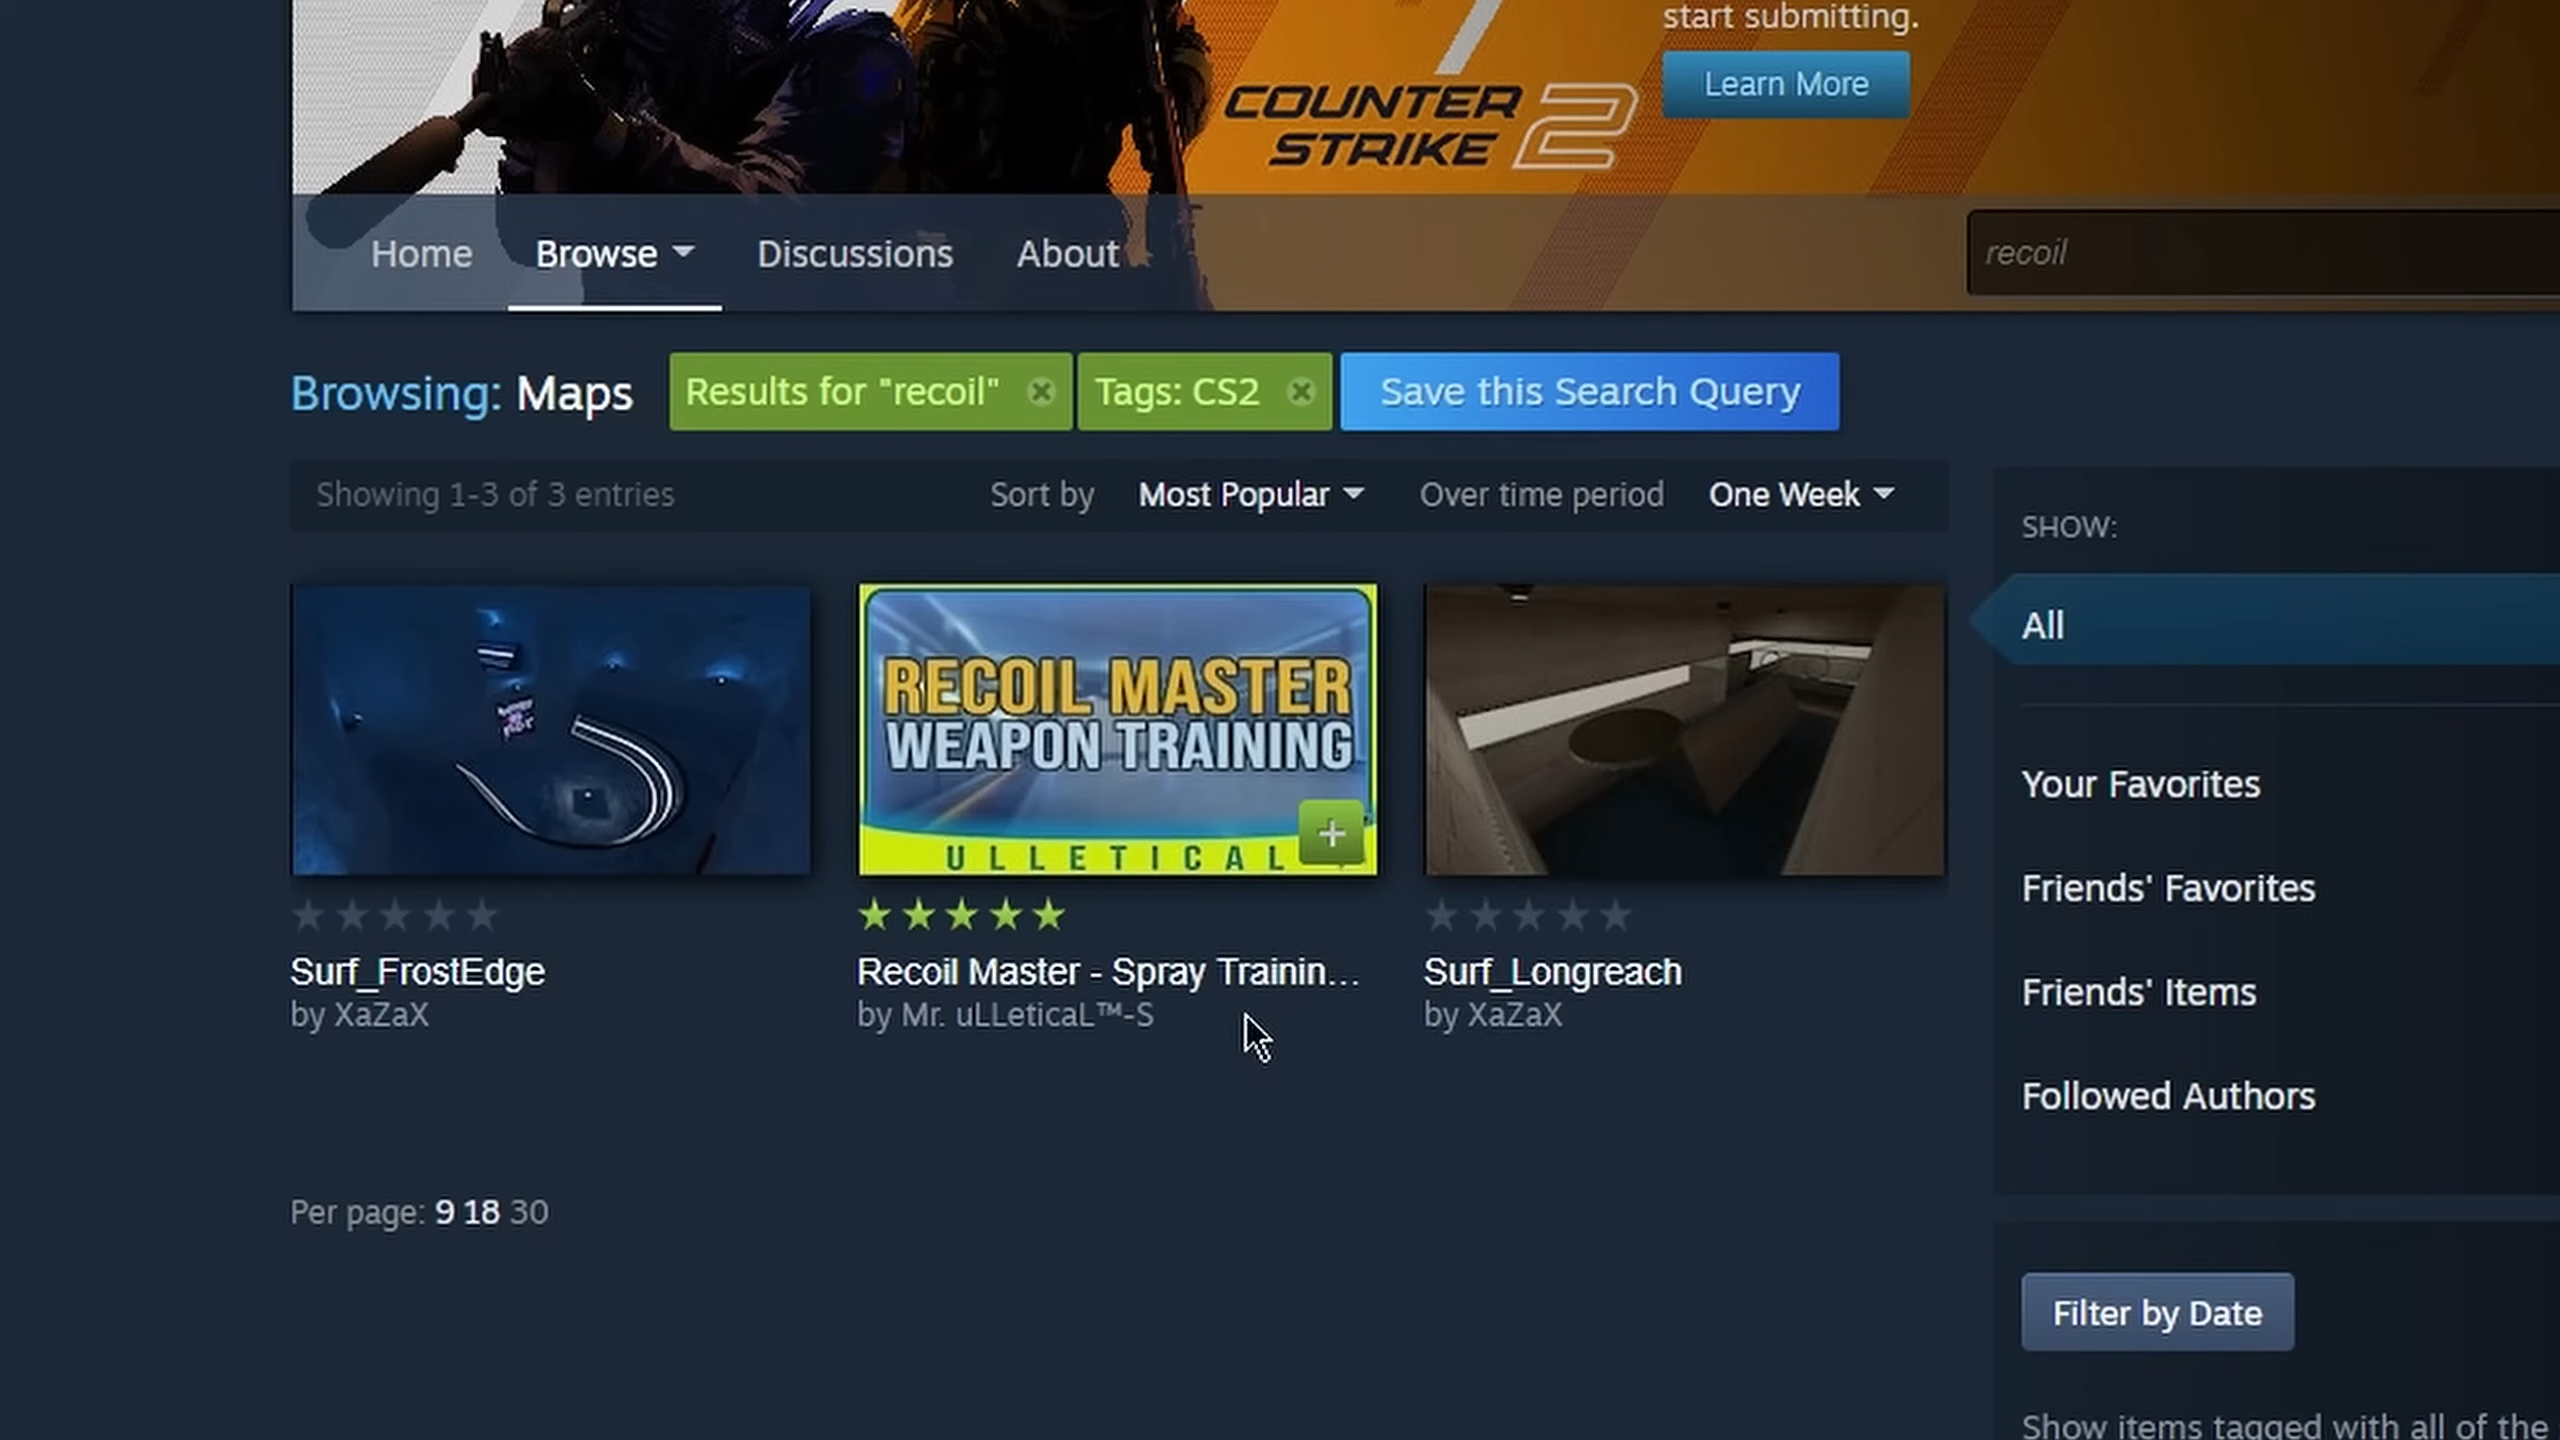 start submitting.
Learn More
COUNTER
STRIKE 2
Home
Browse
Discussions
About
recoil
Browsing: Maps
Results for "recoil"
Tags: CS2
Save this Search Query
Showing 1-3 of 3 entries
Sort by
Most Popular
Over time period
One Week
RECOIL MASTER
WEAPON TRAINING
ULLETICAL
Surf_FrostEdge
by XaZaX
Recoil Master - Spray Trainin...
by Mr. uLLeticaL™-S
Surf_Longreach
by XaZaX
Per page: 9 18 30
SHOW:
All
Your Favorites
Friends' Favorites
Friends' Items
Followed Authors
Filter by Date
Show items tagged with all of the